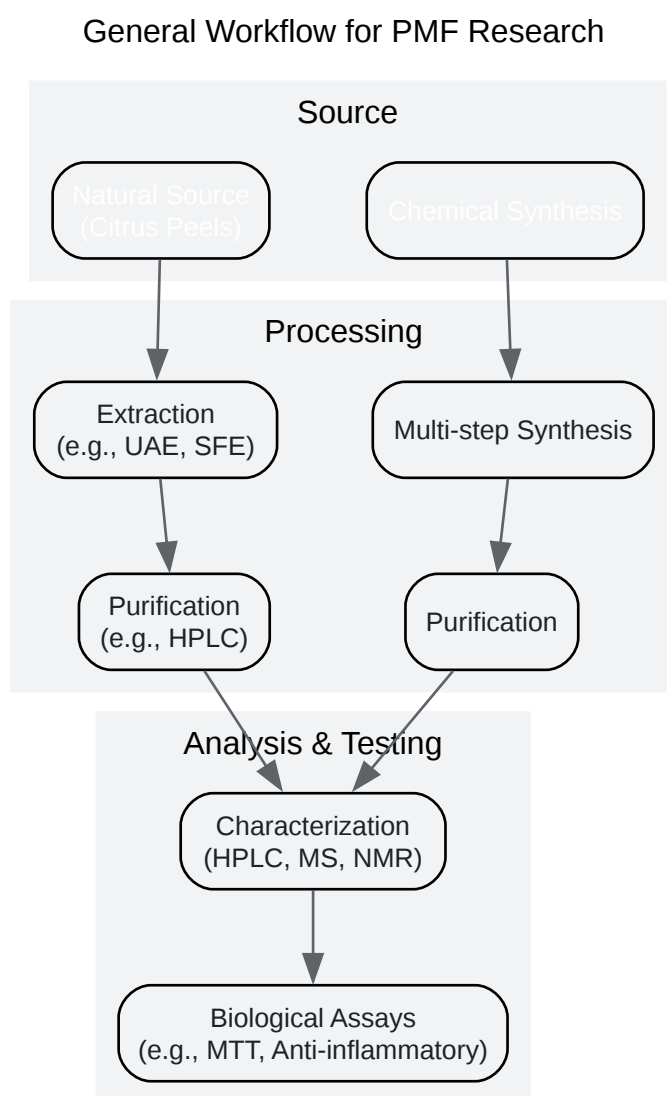 General Workflow for PMF Research
Source
Natural Source
(Citrus Peels)
Chemical Synthesis
Processing
Extraction
(e.g., UAE, SFE)
Multi-step Synthesis
Purification
(e.g., HPLC)
Purification
Analysis & Testing
Characterization
(HPLC, MS, NMR)
Biological Assays
(e.g., MTT, Anti-inflammatory)